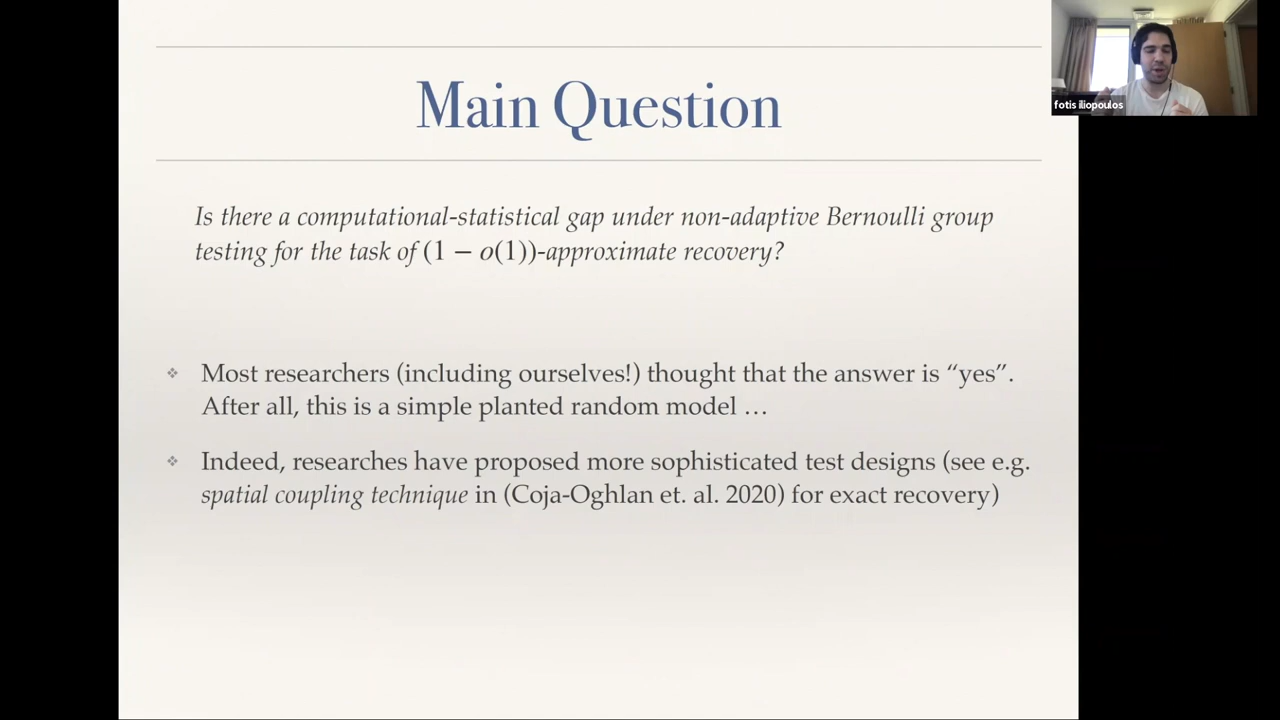 Main Question
Is there a computational-statistical gap under non-adaptive Bernoulli group
testing for the task of (1 − o(1))-approximate recovery?
❖ Most researchers (including ourselves!) thought that the answer is “yes”.
After all, this is a simple planted random model …
❖ Indeed, researches have proposed more sophisticated test designs (see e.g.
spatial coupling technique in (Coja-Oghlan et. al. 2020) for exact recovery)
fotis iliopoulos